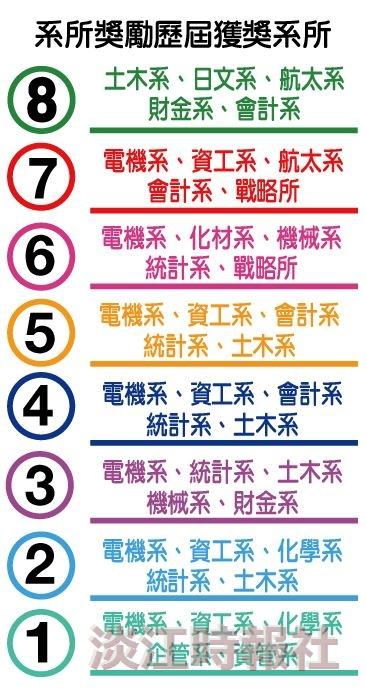 系所獎勵歷屆獲獎系所
8
土木系、日文系、航太系
財金系、會計系
7
電機系、資工系、航太系
會計系、戰略所
6
電機系、化材系、機械系
統計系、戰略所
5
電機系、資工系、會計系
統計系、土木系
4
電機系、資工系、會計系
統計系、土木系
3
電機系、統計系、土木系
機械系、財金系
2
電機系、資工系、化學系
統計系、土木系
1
電機系、資工系、化學系
企管系、資管系
淡江時報社